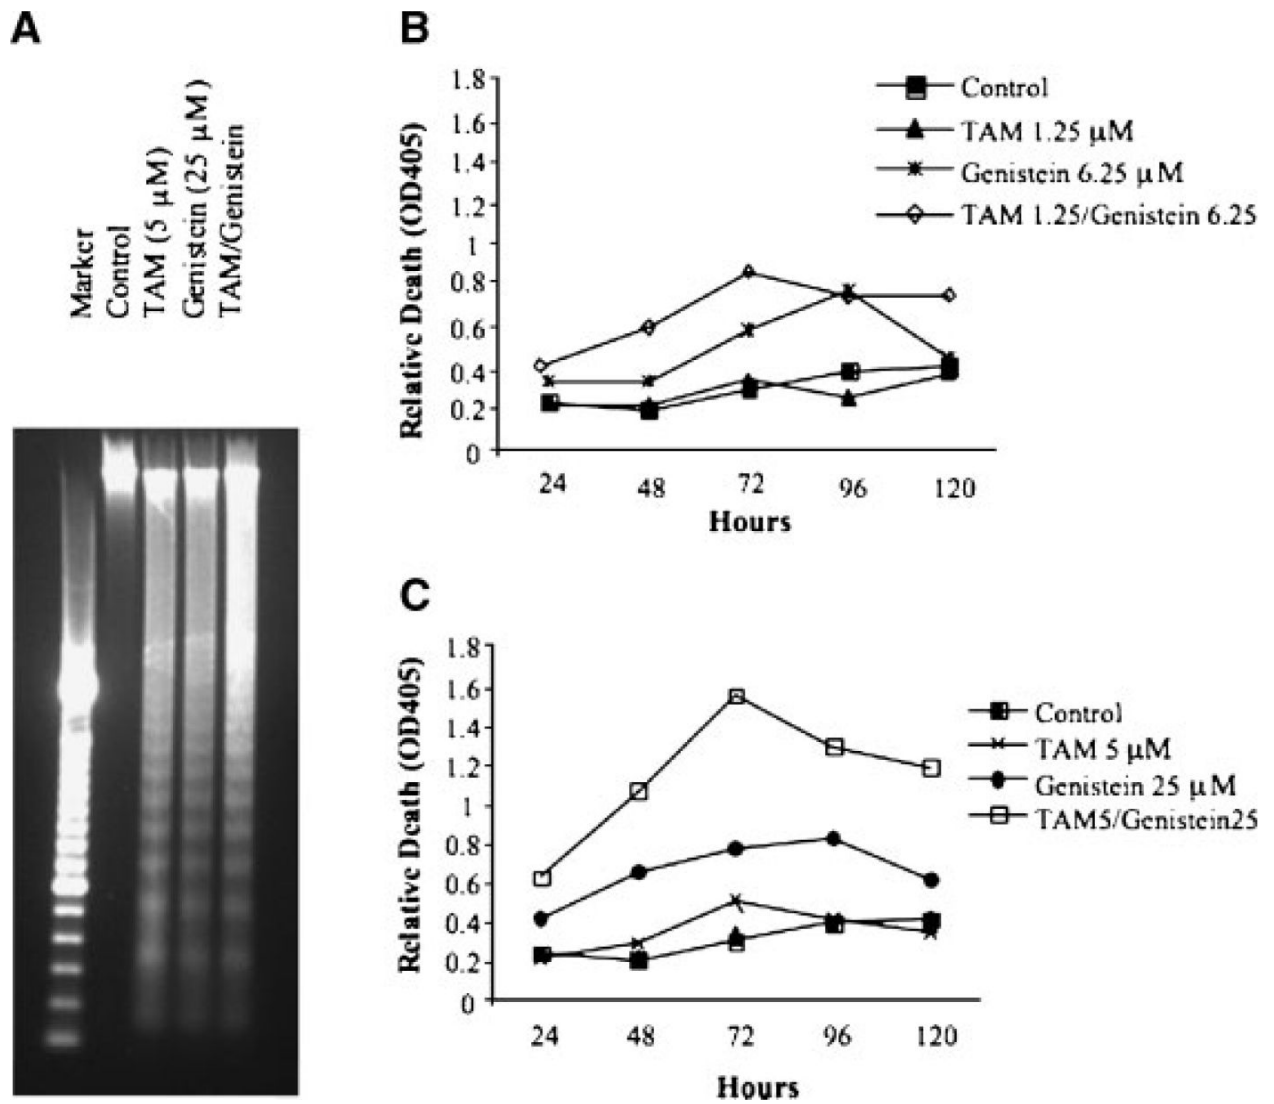 A
Marker
Control
TAM (5 μM)
Genistein (25 μM)
TAM/Genistein
B
Relative Death (OD405)
1.8
1.6
1.4
1.2
1
0.8
0.6
0.4
0.2
0
24 48 72 96 120
Hours
Control
TAM 1.25 μM
Genistein 6.25 μM
TAM 1.25/Genistein 6.25
C
Relative Death (OD405)
1.8
1.6
1.4
1.2
1
0.8
0.6
0.4
0.2
0
24 48 72 96 120
Hours
Control
TAM 5 μM
Genistein 25 μM
TAM5/Genistein25